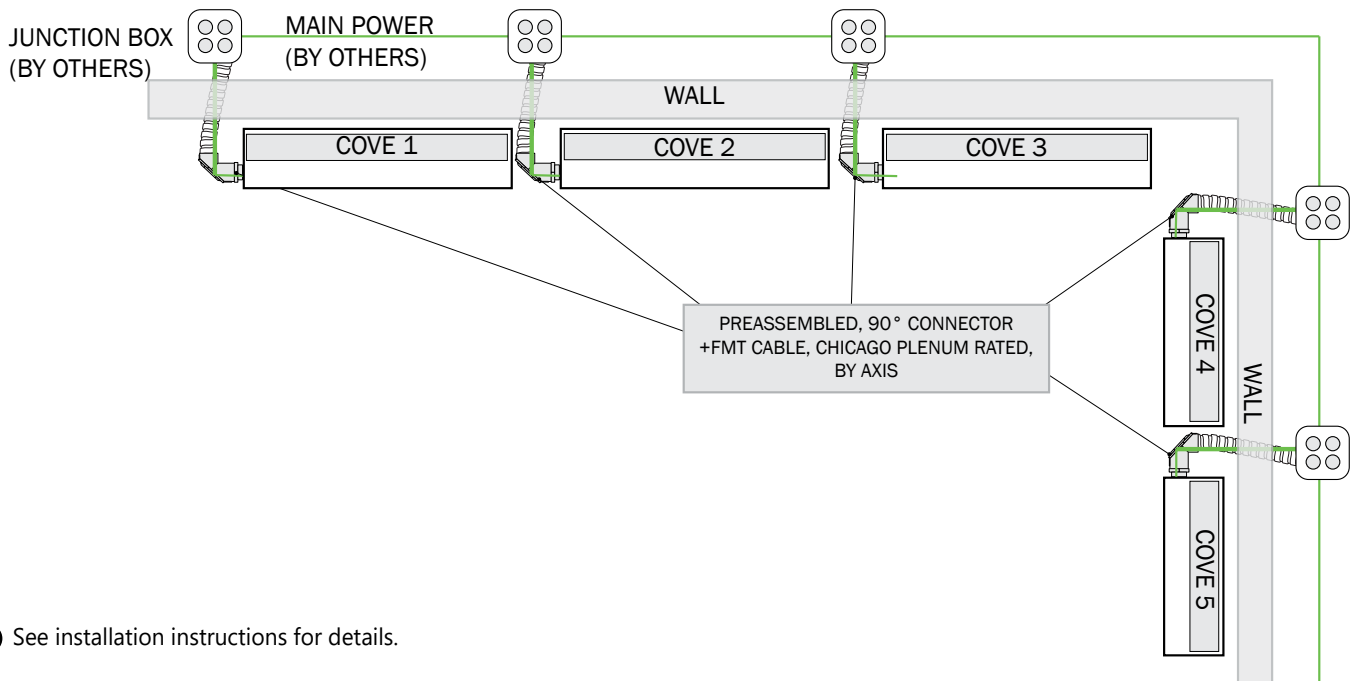 JUNCTION BOX
(BY OTHERS)
MAIN POWER
(BY OTHERS)
WALL
COVE 1
COVE 2
COVE 3
PREASSEMBLED, 90° CONNECTOR
+FMT CABLE, CHICAGO PLENUM RATED,
BY AXIS
COVE 4
WALL
COVE 5
) See installation instructions for details.